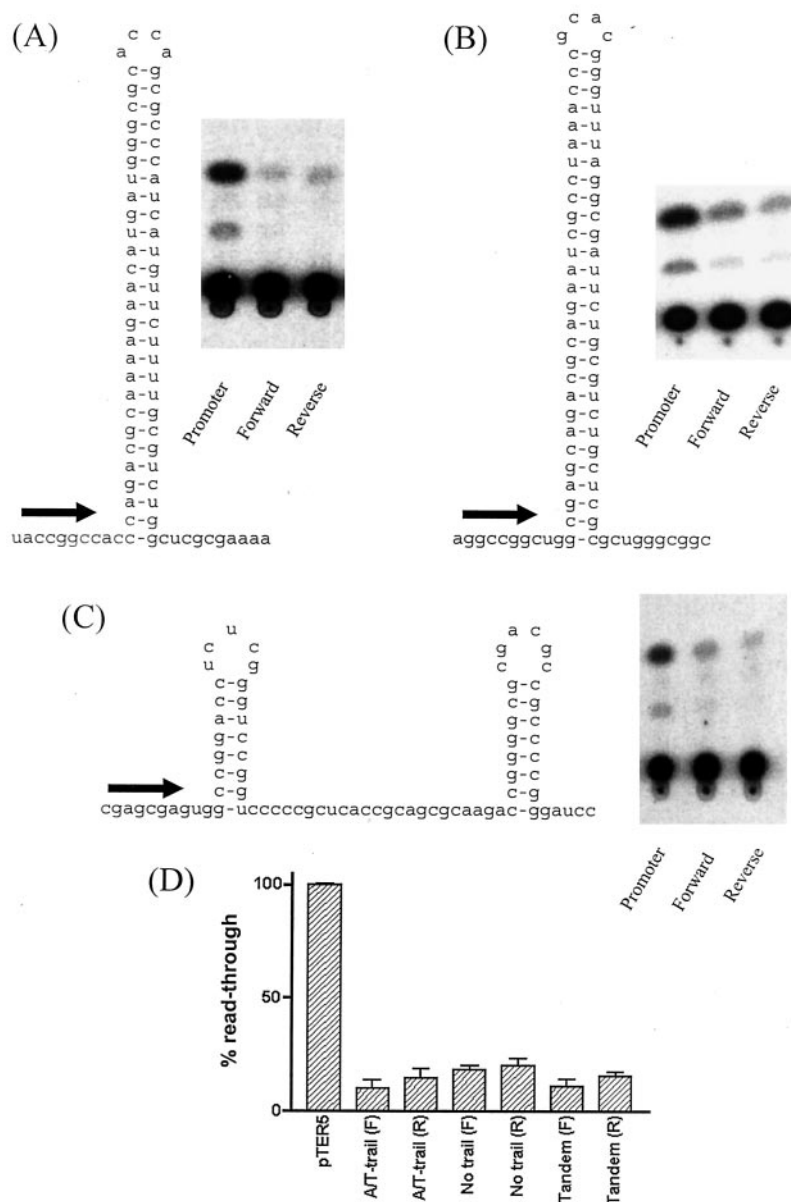 (A)
c c
a a
c-g
g-c
c-g
g-c
g-c
g-c
u-a
a-u
g-c
u-a
a-u
c-g
a-u
a-u
g-c
a-u
a-u
a-u
c-g
g-c
c-g
g-c
a-u
g-c
a-u
c-g
uaccggccacc-gcucgcgaaaa
Promoter
Forward
Reverse
(B)
c a
g c
c-g
c-g
c-g
a-u
a-u
a-u
u-a
c-g
c-g
g-c
c-g
u-a
a-u
a-u
g-c
a-u
c-g
g-c
c-g
a-u
g-c
a-u
c-g
g-c
a-u
g-c
c-g
aggccggcugg-cgcugggcggc
Promoter
Forward
Reverse
(C)
u
c c
u g
c-g
c-g
a-u
g-c
g-c
c-g
c-g
a c
g g
c c
g-c
c-g
g-c
g-c
g-c
g-c
c-g
cgagcgagugg-ucccccgcucaccgcagcgcaagac-ggaucc
Promoter
Forward
Reverse
(D)
% read-through
100
50
0
pTER5
A/T-trail (F)
A/T-trail (R)
No trail (F)
No trail (R)
Tandem (F)
Tandem (R)